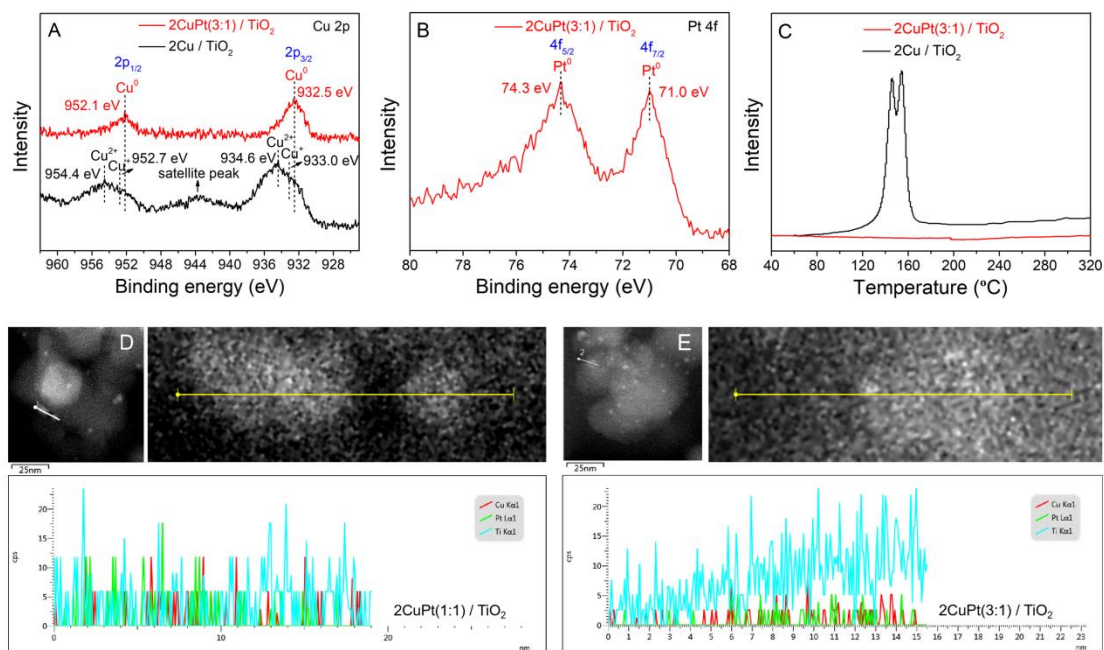 A
2CuPt(3:1) / TiO2
2Cu / TiO2
Cu 2p
2p1/2
Cu0
952.1 eV
2p3/2
Cu0
932.5 eV
Cu2+
Cu+
952.7 eV
954.4 eV
satellite peak
Cu2+
934.6 eV
Cu+
933.0 eV
Intensity
960 956 952 948 944 940 936 932 928
Binding energy (eV)
B
2CuPt(3:1) / TiO2
Pt 4f
4f5/2
Pt0
74.3 eV
4f7/2
Pt0
71.0 eV
Intensity
80 78 76 74 72 70 68
Binding energy (eV)
C
2CuPt(3:1) / TiO2
2Cu / TiO2
Intensity
40 80 120 160 200 240 280 320
Temperature (ºC)
D
25nm
Cu Kα1
Pt Lα1
Ti Kα1
cps
20
15
10
5
0
2CuPt(1:1) / TiO2
0 10 20
nm
E
2
25nm
Cu Kα1
Pt Lα1
Ti Kα1
cps
20
15
10
5
0
2CuPt(3:1) / TiO2
0 1 2 3 4 5 6 7 8 9 10 11 12 13 14 15 16 17 18 19 20 21 22 23
nm